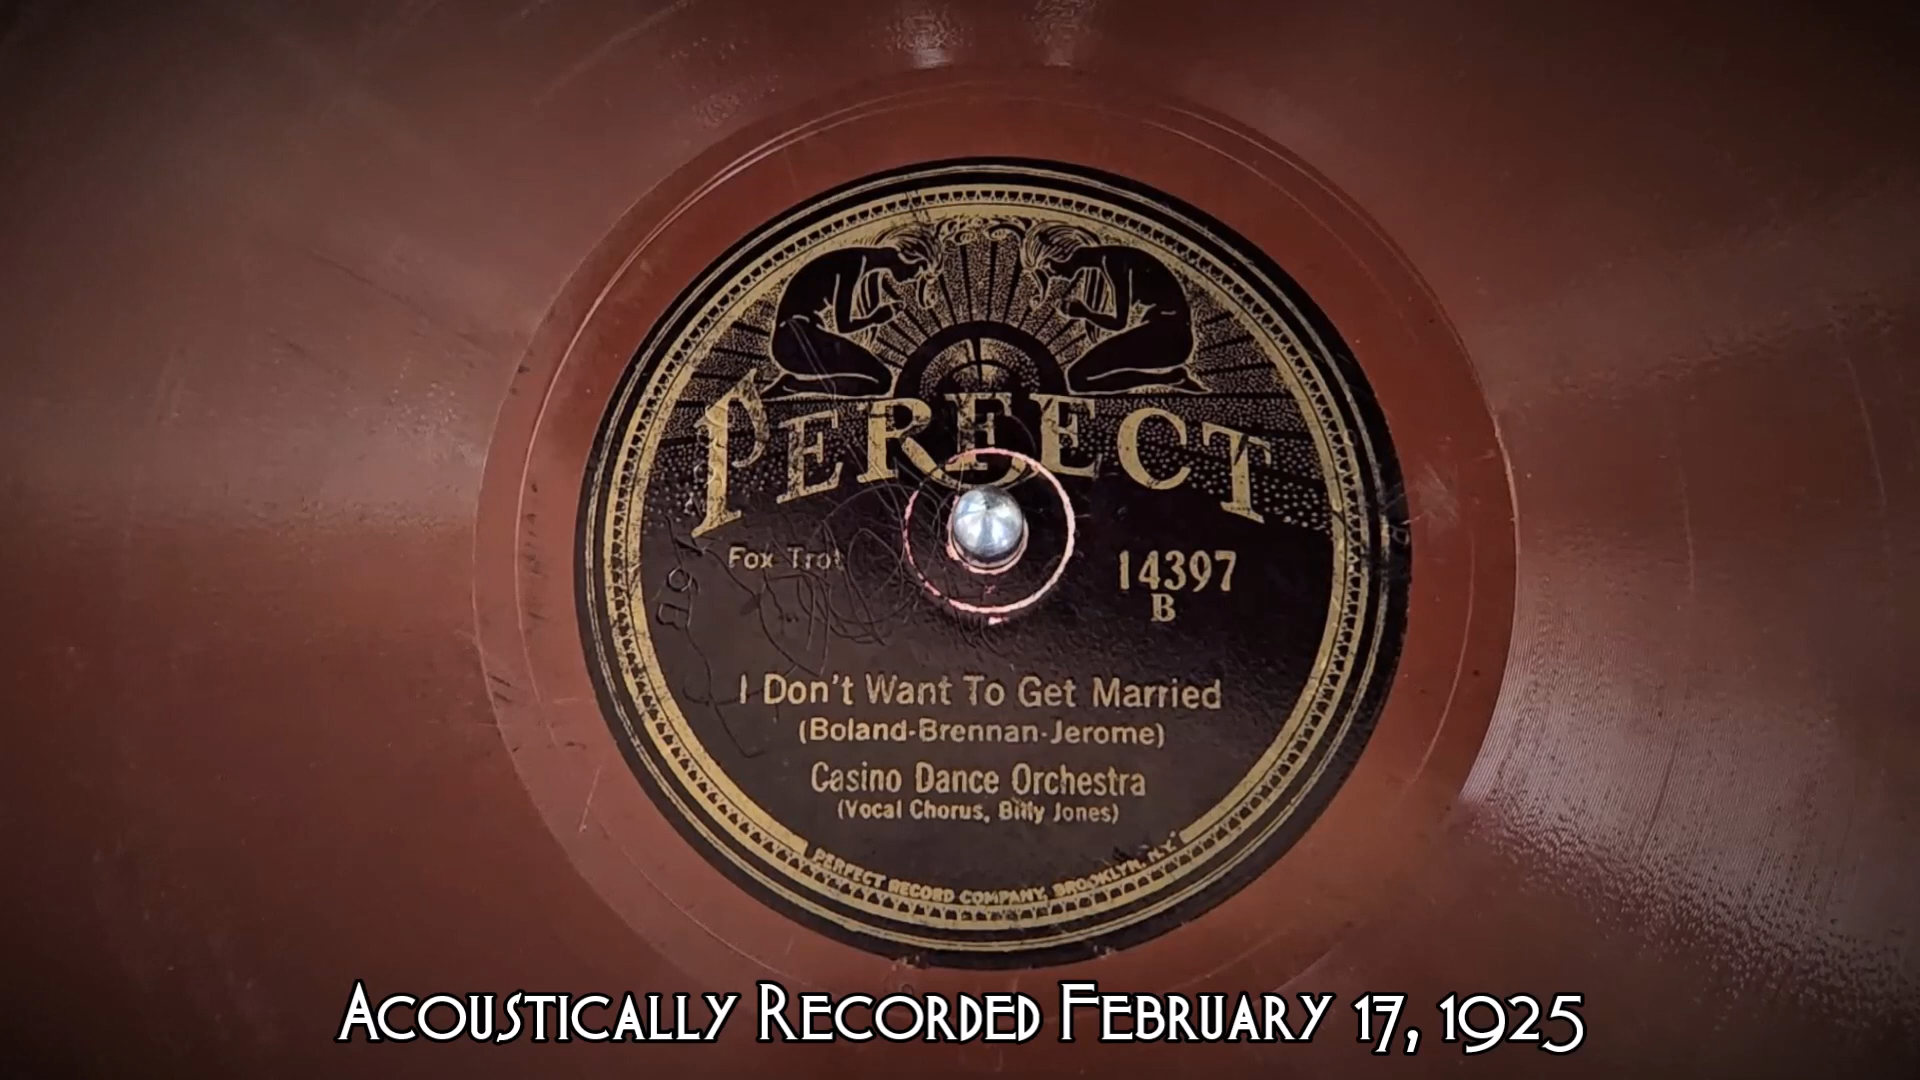 PERFECT
Fox Trot
14397
B
I Don't Want To Get Married
(Boland-Brennan-Jerome)
Casino Dance Orchestra
(Vocal Chorus, Billy Jones)
PERFECT RECORD COMPANY, BROOKLYN, N.Y.
Acoustically Recorded February 17, 1925